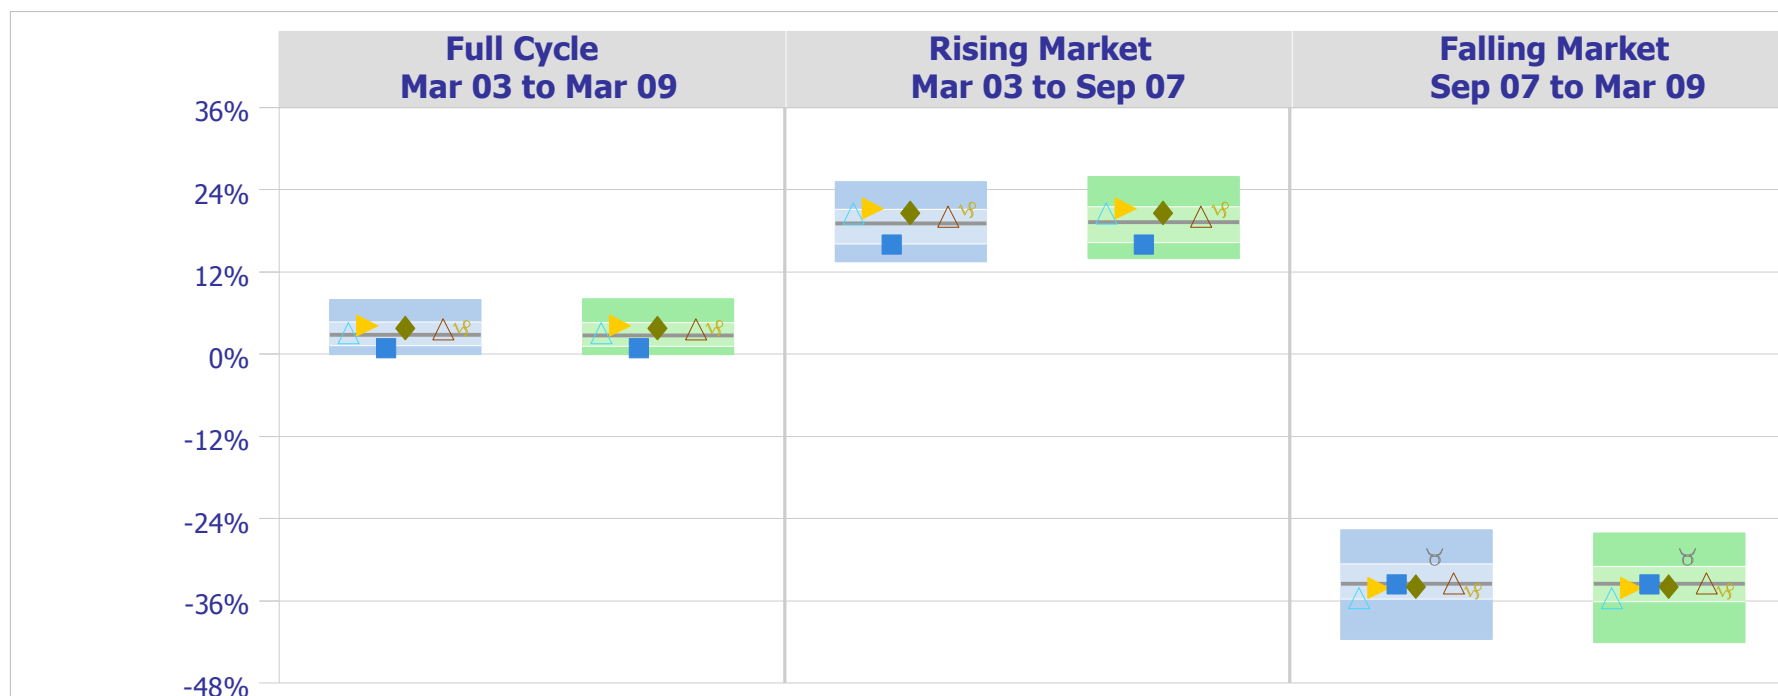 Full Cycle
Mar 03 to Mar 09
Rising Market
Mar 03 to Sep 07
Falling Market
Sep 07 to Mar 09
36%
24%
12%
0%
-12%
-24%
-36%
-48%